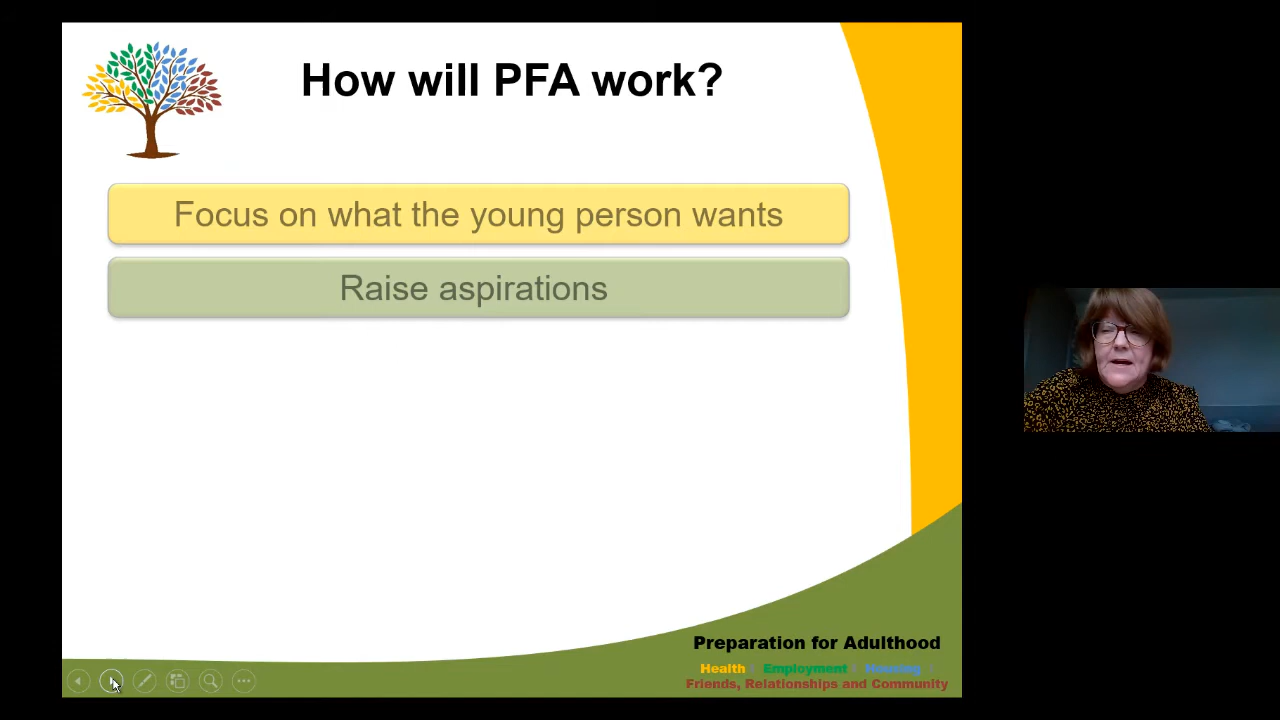 How will PFA work?
Focus on what the young person wants
Raise aspirations
Preparation for Adulthood
Health | Employment | Housing |
Friends, Relationships and Community